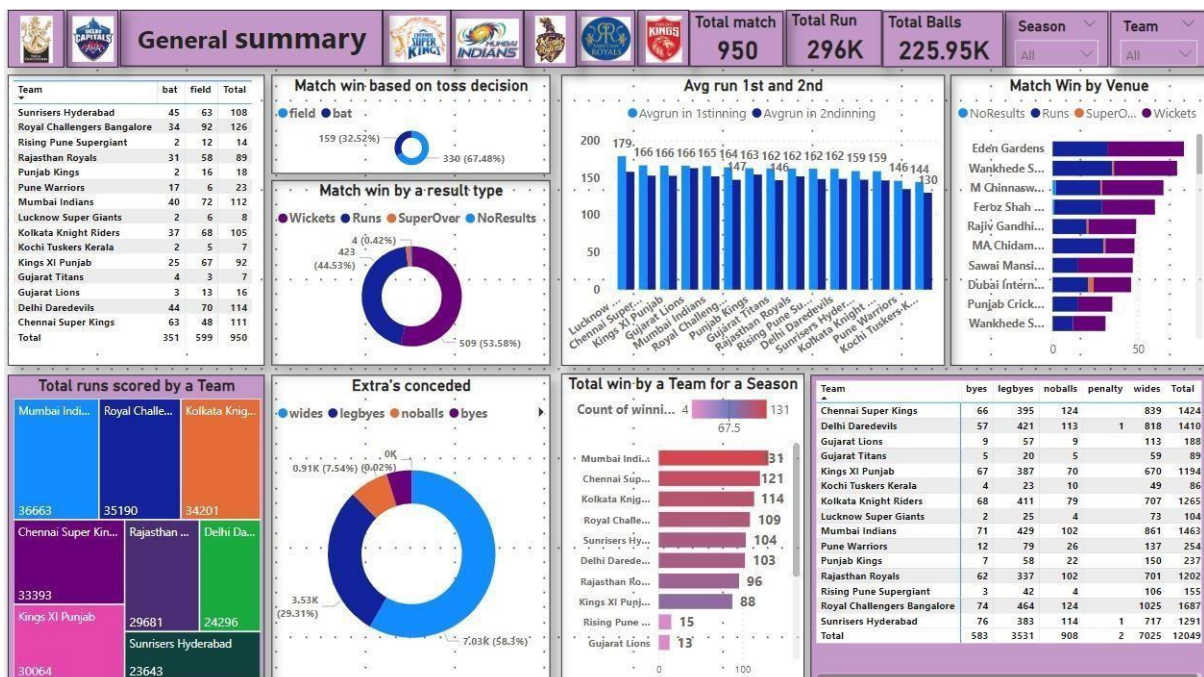 General summary
Total match
950
Total Run
296K
Total Balls
225.95K
Season
All
Team
All
CHENNAI
SUPER
KINGS
MUMBAI
INDIANS
DELHI
CAPITALS
RAJASTHAN
ROYALS
KINGS
Team bat field Total
Sunrisers Hyderabad 45 63 108
Royal Challengers Bangalore 34 92 126
Rising Pune Supergiant 2 12 14
Rajasthan Royals 31 58 89
Punjab Kings 2 16 18
Pune Warriors 17 6 23
Mumbai Indians 40 72 112
Lucknow Super Giants 2 6 8
Kolkata Knight Riders 37 68 105
Kochi Tuskers Kerala 2 5 7
Kings XI Punjab 25 67 92
Gujarat Titans 4 3 7
Gujarat Lions 3 13 16
Delhi Daredevils 44 70 114
Chennai Super Kings 63 48 111
Total 351 599 950
Match win based on toss decision
field bat
159 (32.52%)
330 (67.48%)
Match win by a result type
Wickets Runs SuperOver NoResults
4 (0.42%)
423
(44.53%)
509 (53.58%)
Avg run 1st and 2nd
Avgrun in 1stinning Avgrun in 2ndinning
200
150
100
50
0
179 166 166 166 165 164 147 163 162 146 162 162 162 159 159 146 144 130
Lucknow ...
Chennai Super...
Kings XI Punjab
Gujarat Lions
Mumbai Indians
Royal Challeng...
Punjab Kings
Gujarat Titans
Rajasthan Royals
Rising Pune Su...
Delhi Daredevils
Sunrisers Hyder...
Kolkata Knight ...
Pune Warriors
Kochi Tuskers K...
Match Win by Venue
NoResults Runs SuperO... Wickets
Eden Gardens
Wankhede S...
M Chinnasw...
Feroz Shah ...
Rajiv Gandhi...
MA Chidam...
Sawai Mansi...
Dubai Intern...
Punjab Crick...
Wankhede S...
0 50
Total runs scored by a Team
Mumbai Indi...
36663
Royal Challe...
35190
Kolkata Knig...
34201
Chennai Super Kin...
33393
Rajasthan ...
29681
Delhi Da...
24296
Kings XI Punjab
30064
Sunrisers Hyderabad
23643
Extra's conceded
wides legbyes noballs byes
0K
0.91K (7.54%) (0.02%)
3.53K
(29.31%)
7.03K (58.3%)
Total win by a Team for a Season
Count of winni... 4 131
67.5
Mumbai Indi... 131
Chennai Sup... 121
Kolkata Knig... 114
Royal Challe... 109
Sunrisers Hy... 104
Delhi Darede... 103
Rajasthan Ro... 96
Kings XI Punj... 88
Rising Pune ... 15
Gujarat Lions 13
0 100
Team byes legbyes noballs penalty wides Total
Chennai Super Kings 66 395 124 839 1424
Delhi Daredevils 57 421 113 1 818 1410
Gujarat Lions 9 57 9 113 188
Gujarat Titans 5 20 5 59 89
Kings XI Punjab 67 387 70 670 1194
Kochi Tuskers Kerala 4 23 10 49 86
Kolkata Knight Riders 68 411 79 707 1265
Lucknow Super Giants 2 25 4 73 104
Mumbai Indians 71 429 102 861 1463
Pune Warriors 12 79 26 137 254
Punjab Kings 7 58 22 150 237
Rajasthan Royals 62 337 102 701 1202
Rising Pune Supergiant 3 42 4 106 155
Royal Challengers Bangalore 74 464 124 1025 1687
Sunrisers Hyderabad 76 383 114 1 717 1291
Total 583 3531 908 2 7025 12049